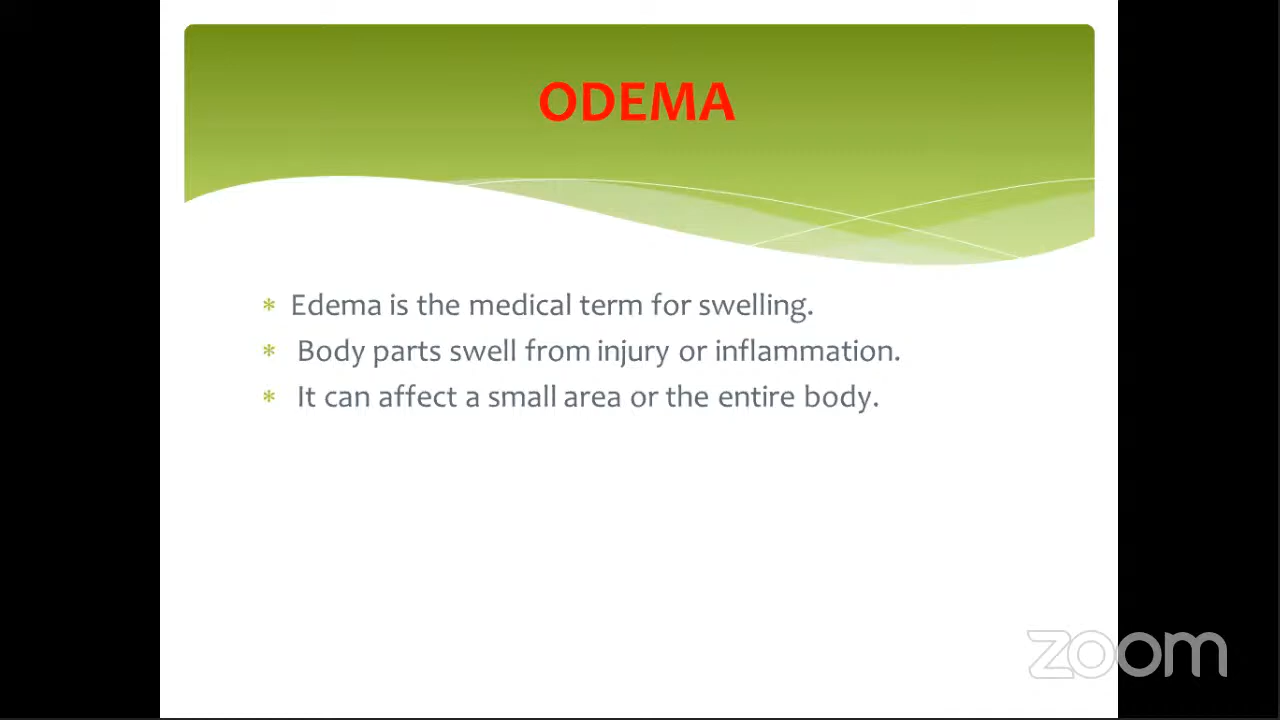 ODEMA
* Edema is the medical term for swelling.
* Body parts swell from injury or inflammation.
* It can affect a small area or the entire body.
zoom